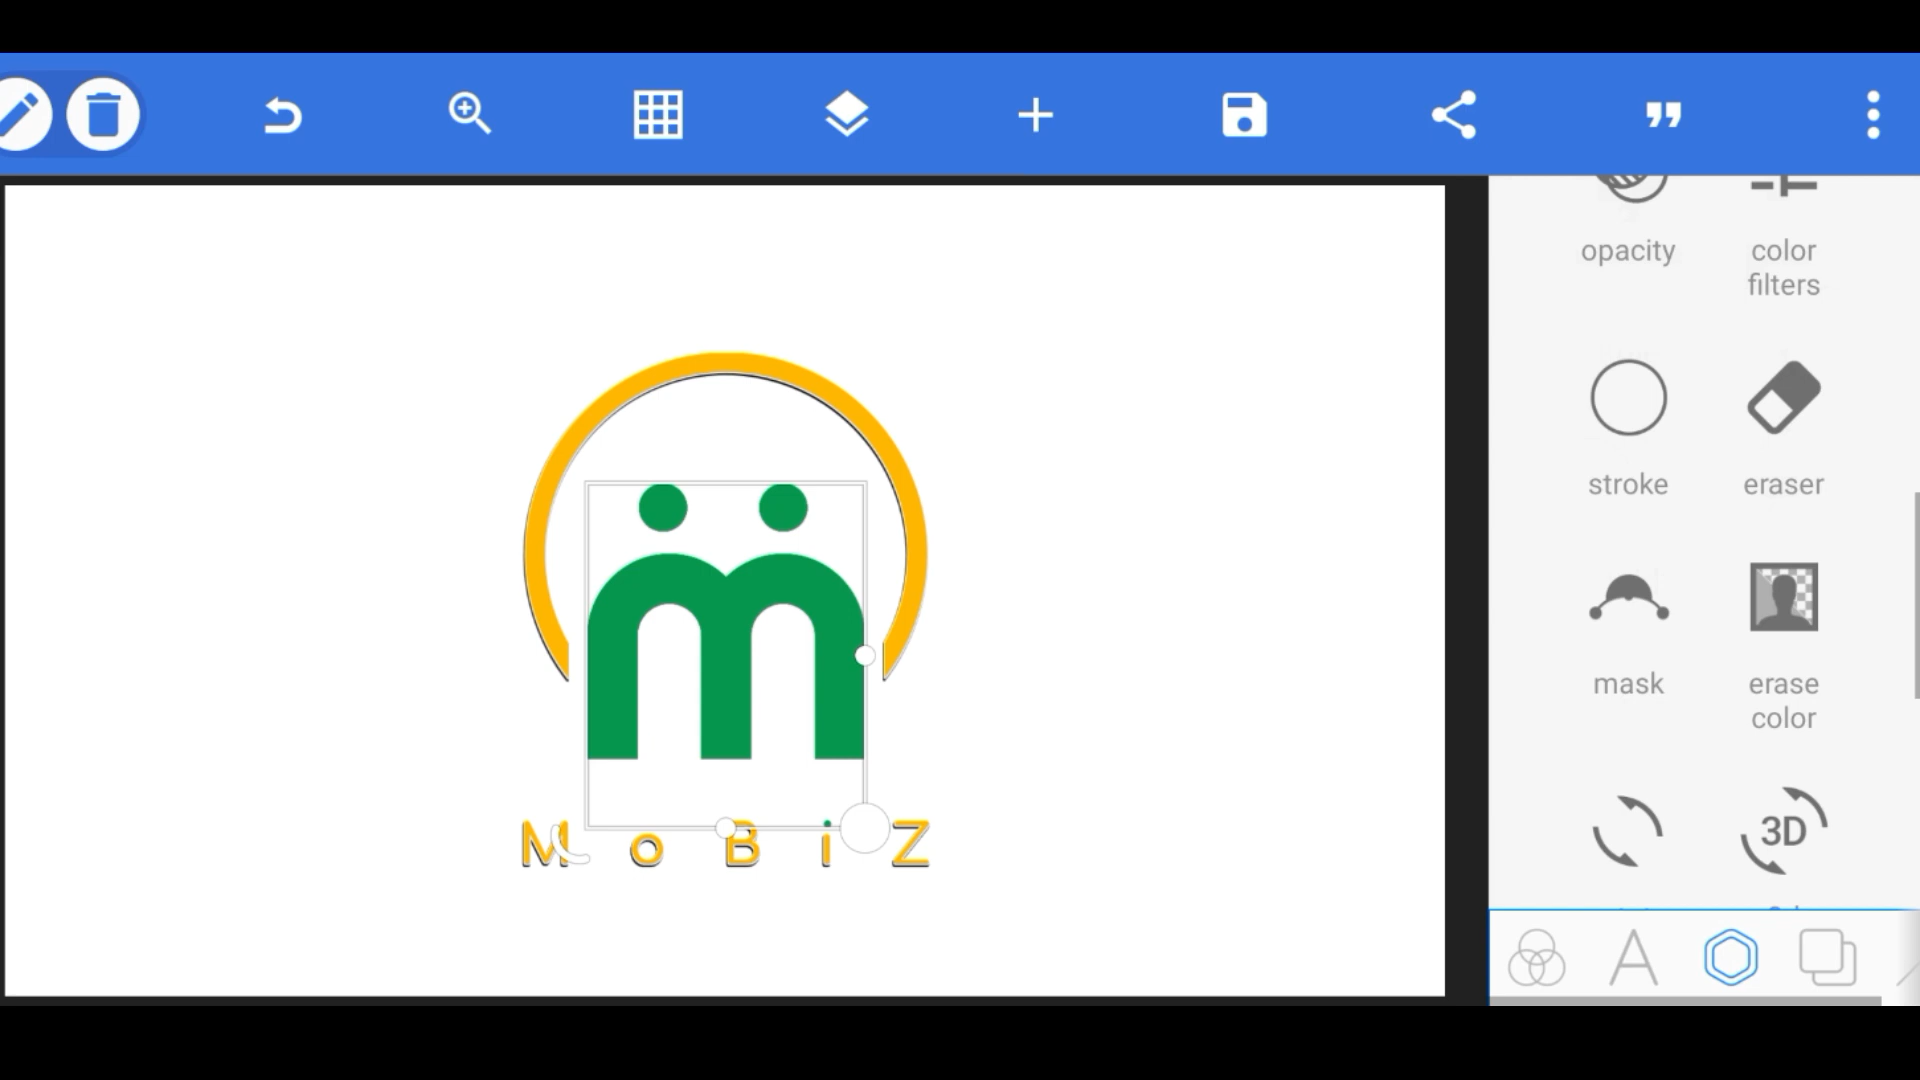 opacity
color
filters
stroke
eraser
mask
erase
color
3D
m
M o B i Z
A